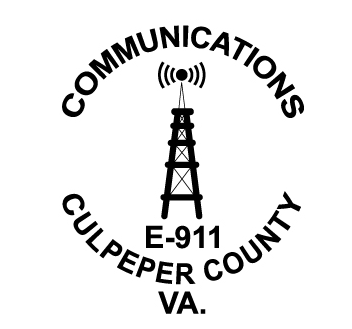 COMMUNICATIONS
E-911
CULPEPER COUNTY
VA.